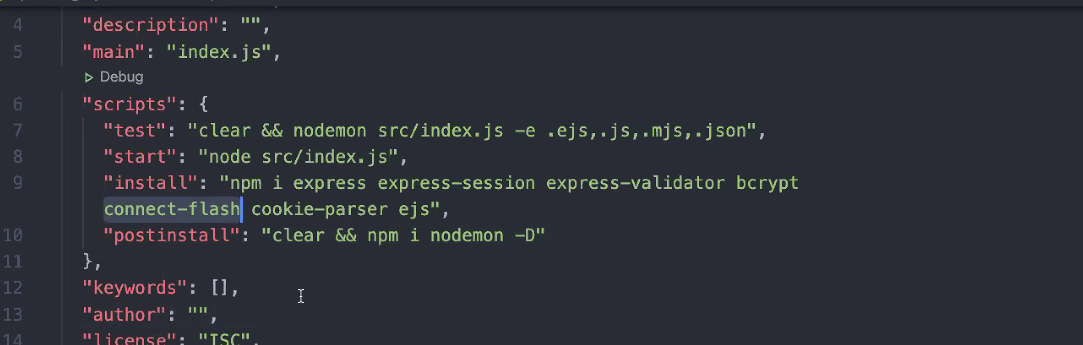 4 "description": "",
5 "main": "index.js",
Debug
6 "scripts": {
7 "test": "clear && nodemon src/index.js -e .ejs,.js,.mjs,.json",
8 "start": "node src/index.js",
9 "install": "npm i express express-session express-validator bcrypt
connect-flash cookie-parser ejs",
10 "postinstall": "clear && npm i nodemon -D"
11 },
12 "keywords": [],
13 "author": "",
14 "license": "ISC",